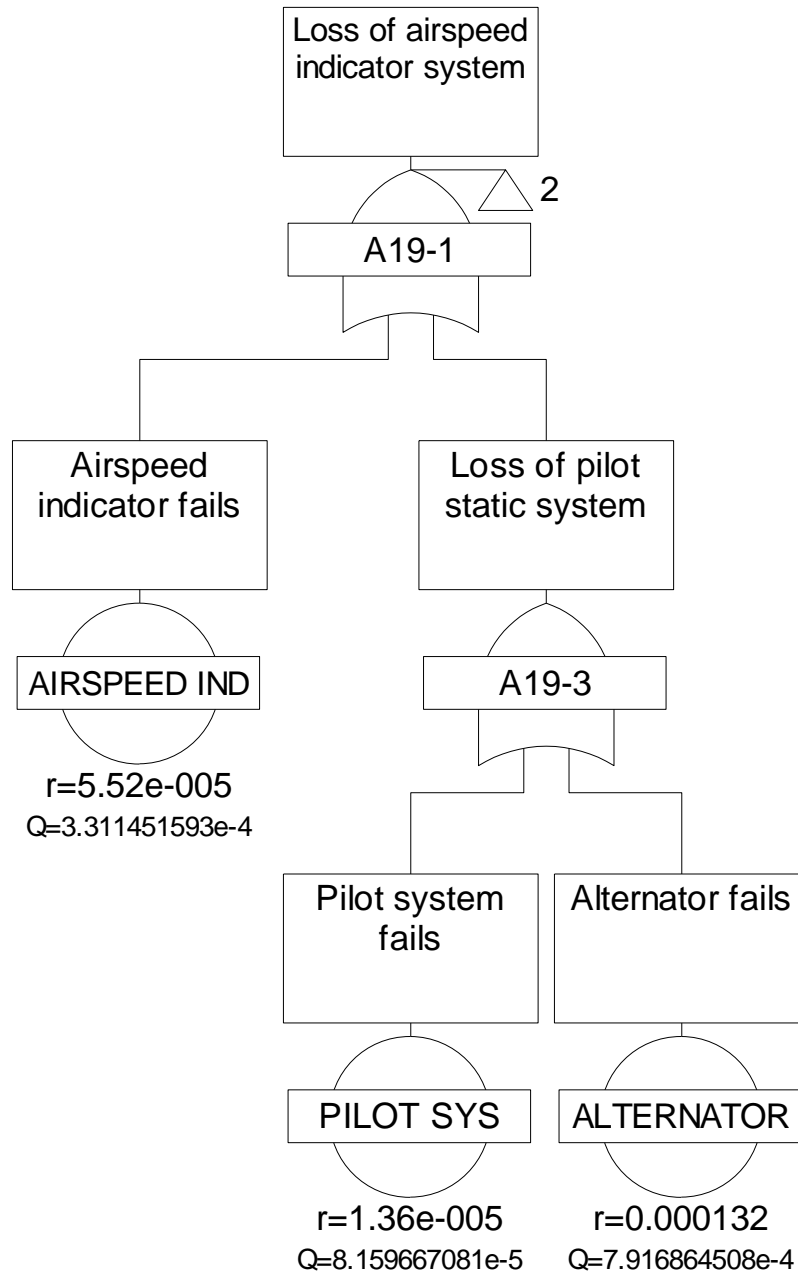 Loss of airspeed
indicator system
2
A19-1
Airspeed
indicator fails
Loss of pilot
static system
AIRSPEED IND
A19-3
r=5.52e-005
Q=3.311451593e-4
Pilot system
fails
Alternator fails
PILOT SYS
ALTERNATOR
r=1.36e-005
Q=8.159667081e-5
r=0.000132
Q=7.916864508e-4